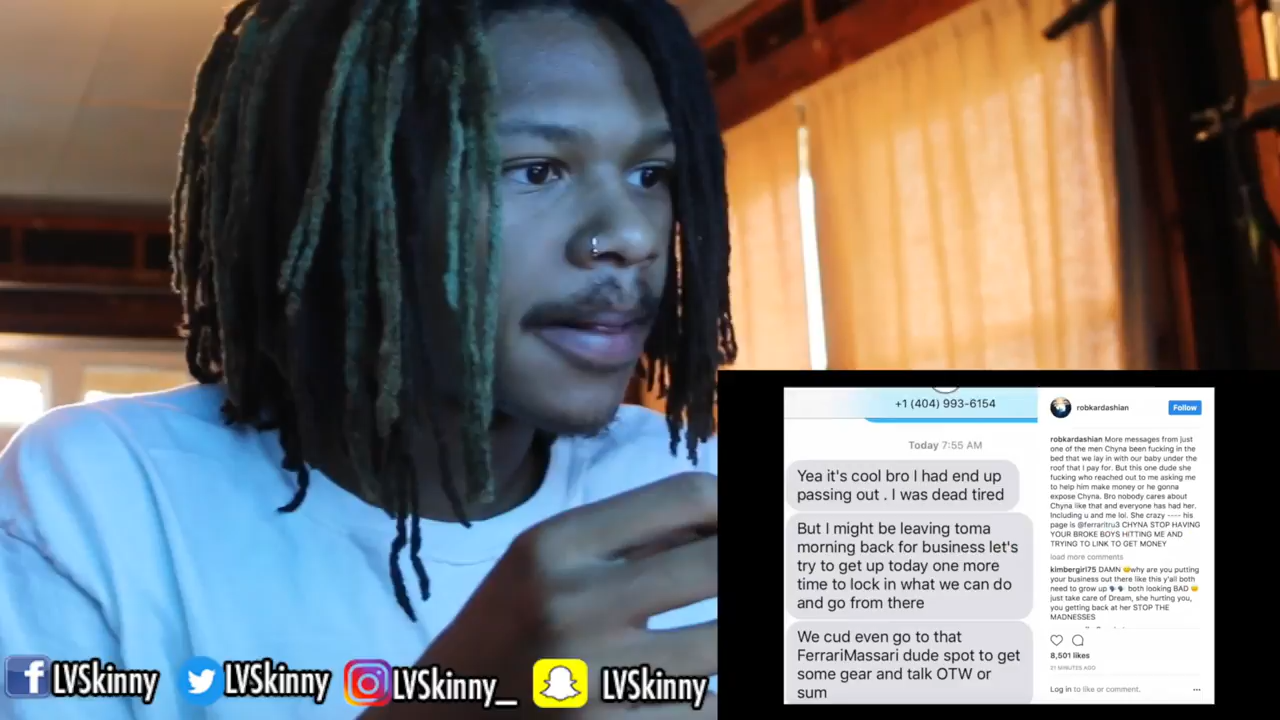 +1 (404) 993-6154
Today 7:55 AM
Yea it's cool bro I had end up
passing out . I was dead tired
But I might be leaving toma
morning back for business let's
try to get up today one more
time to lock in what we can do
and go from there
We cud even go to that
FerrariMassari dude spot to get
some gear and talk OTW or
sum
robkardashian
Follow
robkardashian More messages from just
one of the men Chyna been fucking in the
bed that we lay in with our baby under the
roof that I pay for. But this one dude she
fucking who reached out to me asking me
to help him make money or he gonna
expose Chyna. Bro nobody cares about
Chyna like that and everyone has had her.
Including u and me lol. She crazy ---- his
page is @ferraritru3 CHYNA STOP HAVING
YOUR BROKE BOYS HITTING ME AND
TRYING TO LINK TO GET MONEY
load more comments
kimbergirl75 DAMN 😢why are you putting
your business out there like this y'all both
need to grow up 🗣🗣 both looking BAD 😢
just take care of Dream, she hurting you,
you getting back at her STOP THE
MADNESSES
8,501 likes
21 MINUTES AGO
Log in to like or comment.
LVSkinny
LVSkinny
LVSkinny_
LVSkinny